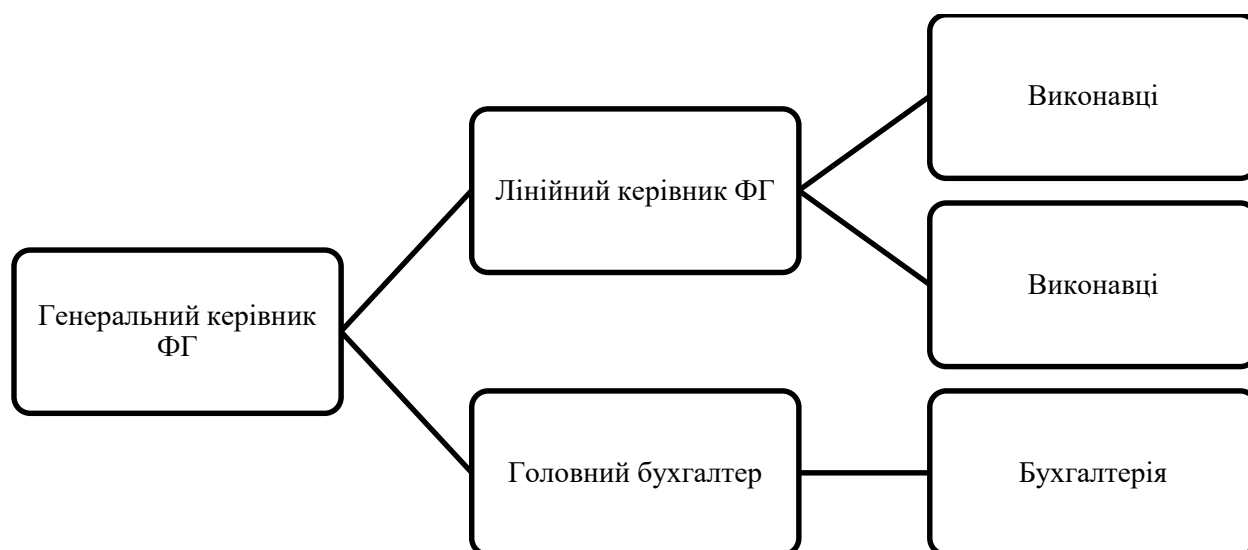 Виконавці
Лінійний керівник ФГ
Виконавці
Генеральний керівник
ФГ
Головний бухгалтер
Бухгалтерія